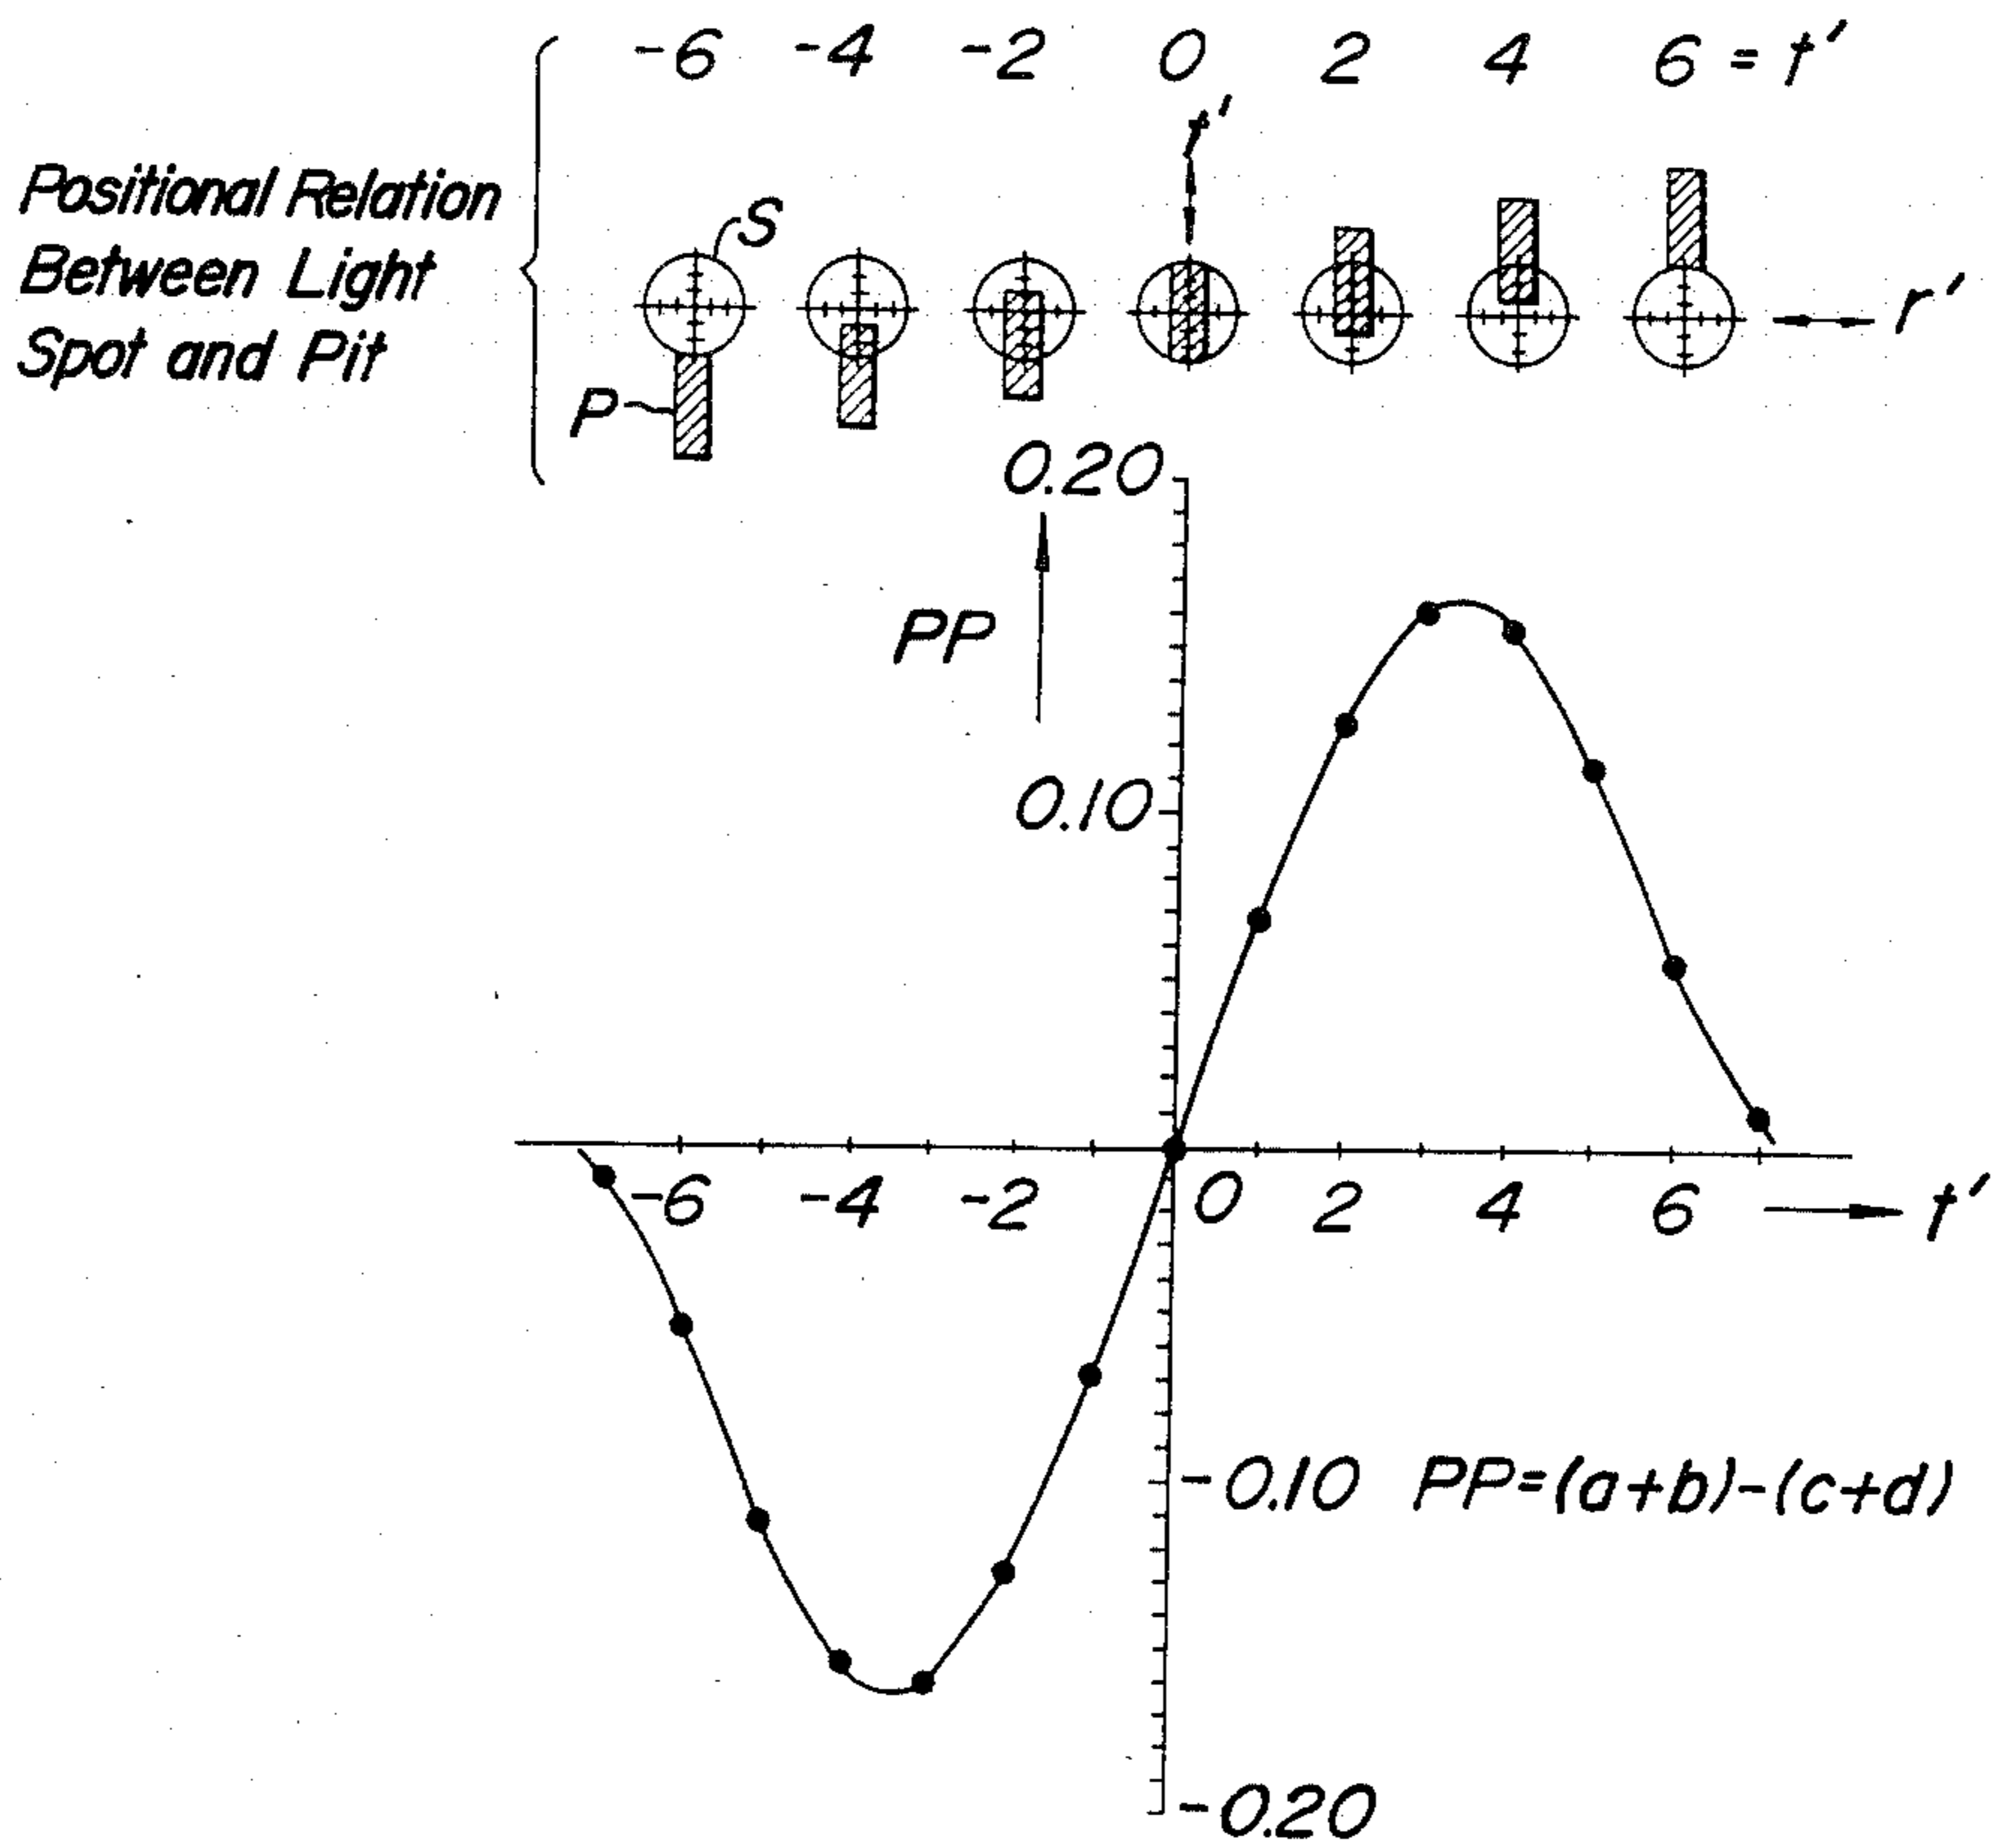 -6 -4 -2 0 2 4 6 = t'
t'
Positional Relation
Between Light
Spot and Pit
S
P
r'
0.20
PP
0.10
-6 -4 -2 0 2 4 6 t'
-0.10 PP=(a+b)-(c+d)
-0.20